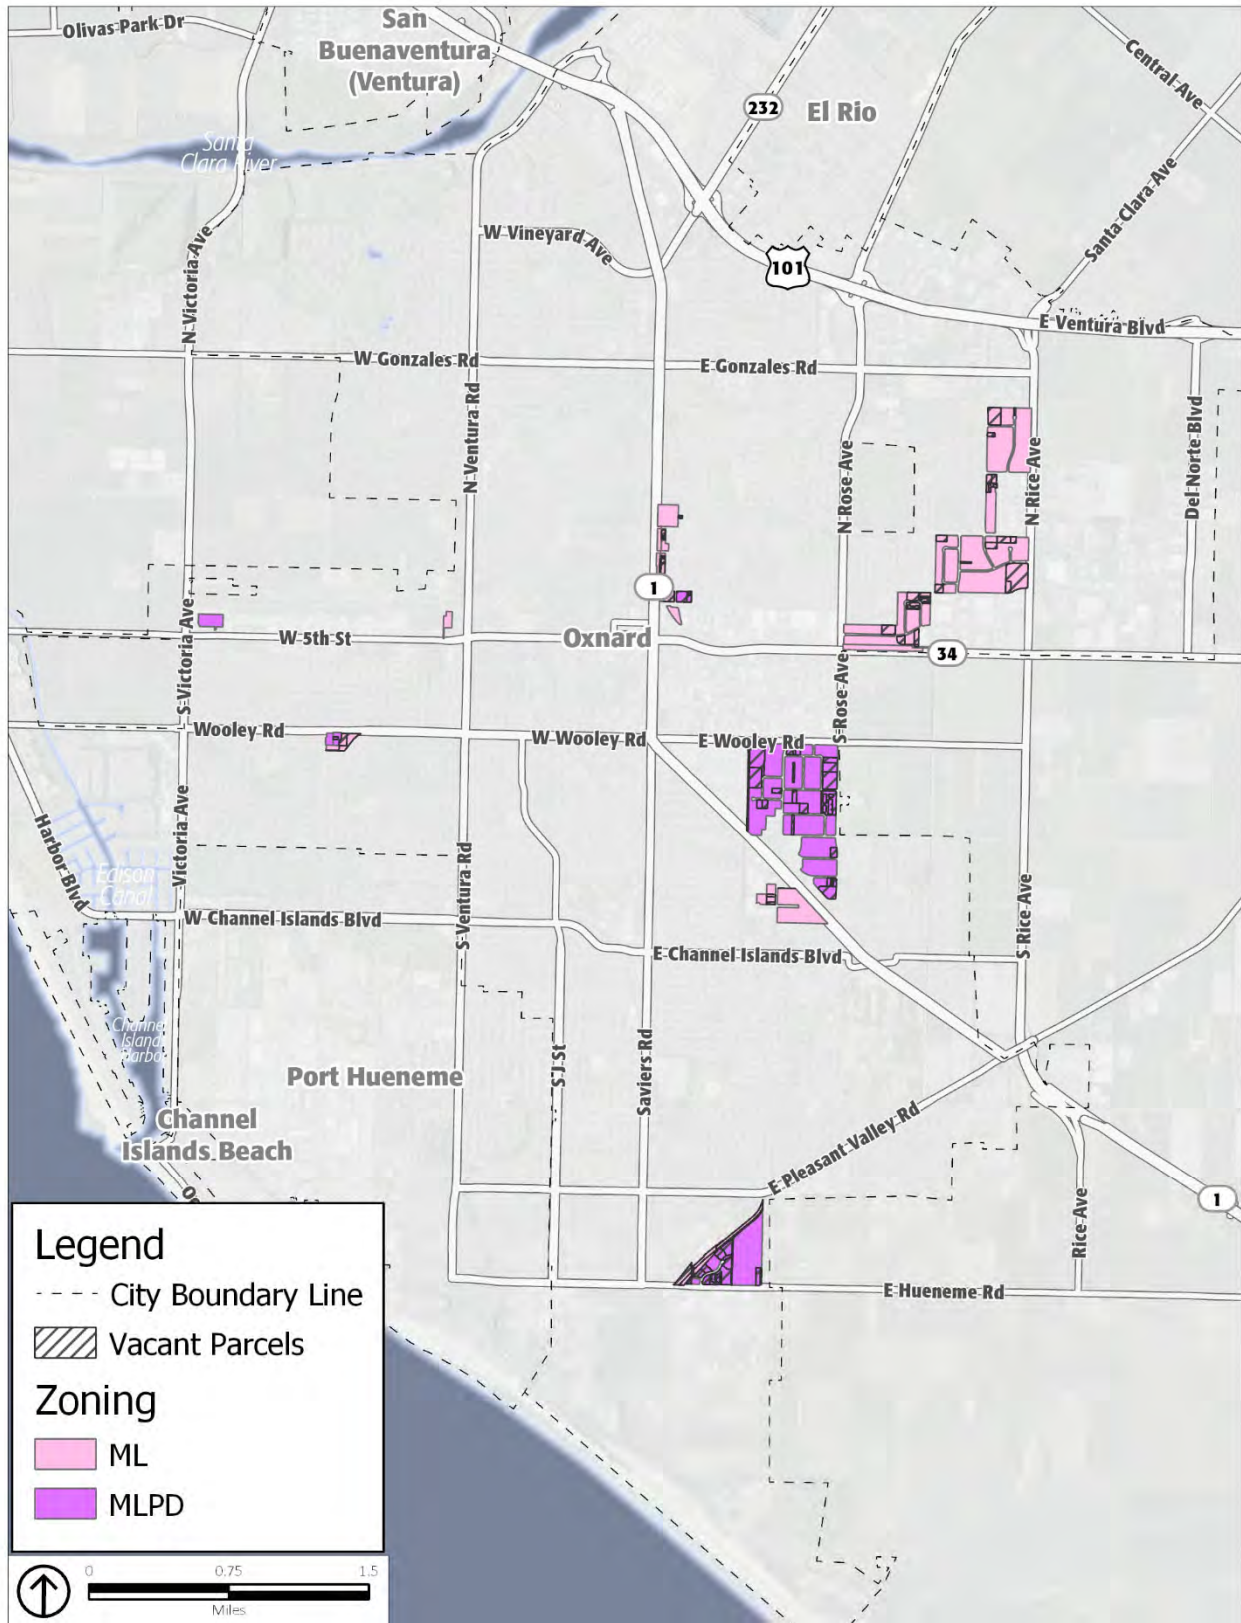 Olivas Park Dr
San
Buenaventura
(Ventura)
232
El Rio
Central Ave
Santa
Clara River
Santa Clara Ave
W Vineyard Ave
N Victoria Ave
101
E Ventura Blvd
W Gonzales Rd
E Gonzales Rd
N Ventura Rd
N Rose Ave
N Rice Ave
Del Norte Blvd
1
S Victoria Ave
W 5th St
Oxnard
34
S Rose Ave
Wooley Rd
W Wooley Rd
E Wooley Rd
Harbor Blvd
Victoria Ave
Edison
Canal
S Ventura Rd
S Rice Ave
W Channel Islands Blvd
E Channel Islands Blvd
Channel
Island
Harbor
Port Hueneme
S J St
Saviers Rd
Channel
Islands Beach
E Pleasant Valley Rd
Rice Ave
1
E Hueneme Rd
Legend
City Boundary Line
Vacant Parcels
Zoning
ML
MLPD
0 0.75 1.5
Miles